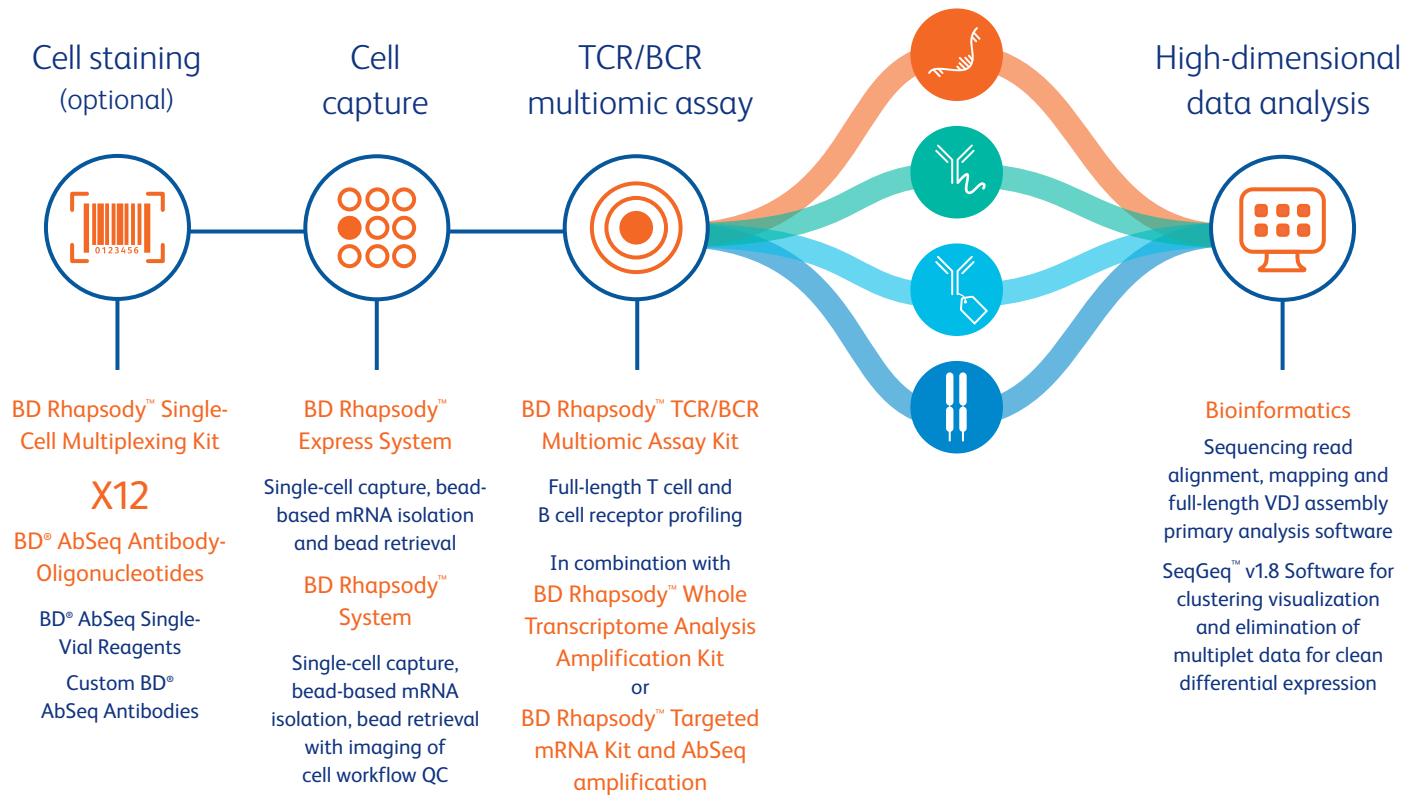 Cell staining
(optional)
0123456
BD Rhapsody™ Single-
Cell Multiplexing Kit
X12
BD® AbSeq Antibody-
Oligonucleotides
BD® AbSeq Single-
Vial Reagents
Custom BD®
AbSeq Antibodies
Cell
capture
BD Rhapsody™
Express System
Single-cell capture, bead-
based mRNA isolation
and bead retrieval
BD Rhapsody™
System
Single-cell capture,
bead-based mRNA
isolation, bead retrieval
with imaging of
cell workflow QC
TCR/BCR
multiomic assay
BD Rhapsody™ TCR/BCR
Multiomic Assay Kit
Full-length T cell and
B cell receptor profiling
In combination with
BD Rhapsody™ Whole
Transcriptome Analysis
Amplification Kit
or
BD Rhapsody™ Targeted
mRNA Kit and AbSeq
amplification
High-dimensional
data analysis
Bioinformatics
Sequencing read
alignment, mapping and
full-length VDJ assembly
primary analysis software
SeqGeq™ v1.8 Software for
clustering visualization
and elimination of
multiplet data for clean
differential expression